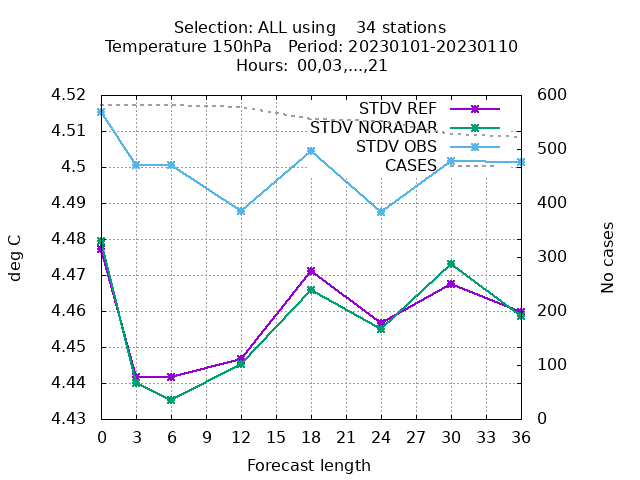 Selection: ALL using    34 stations
Temperature 150hPa   Period: 20230101-20230110
Hours:  00,03,...,21
4.52
4.51
4.5
4.49
4.48
4.47
4.46
4.45
4.44
4.43
deg C
600
500
400
300
200
100
0
No cases
STDV REF
STDV NORADAR
STDV OBS
CASES
0 3 6 9 12 15 18 21 24 27 30 33 36
Forecast length